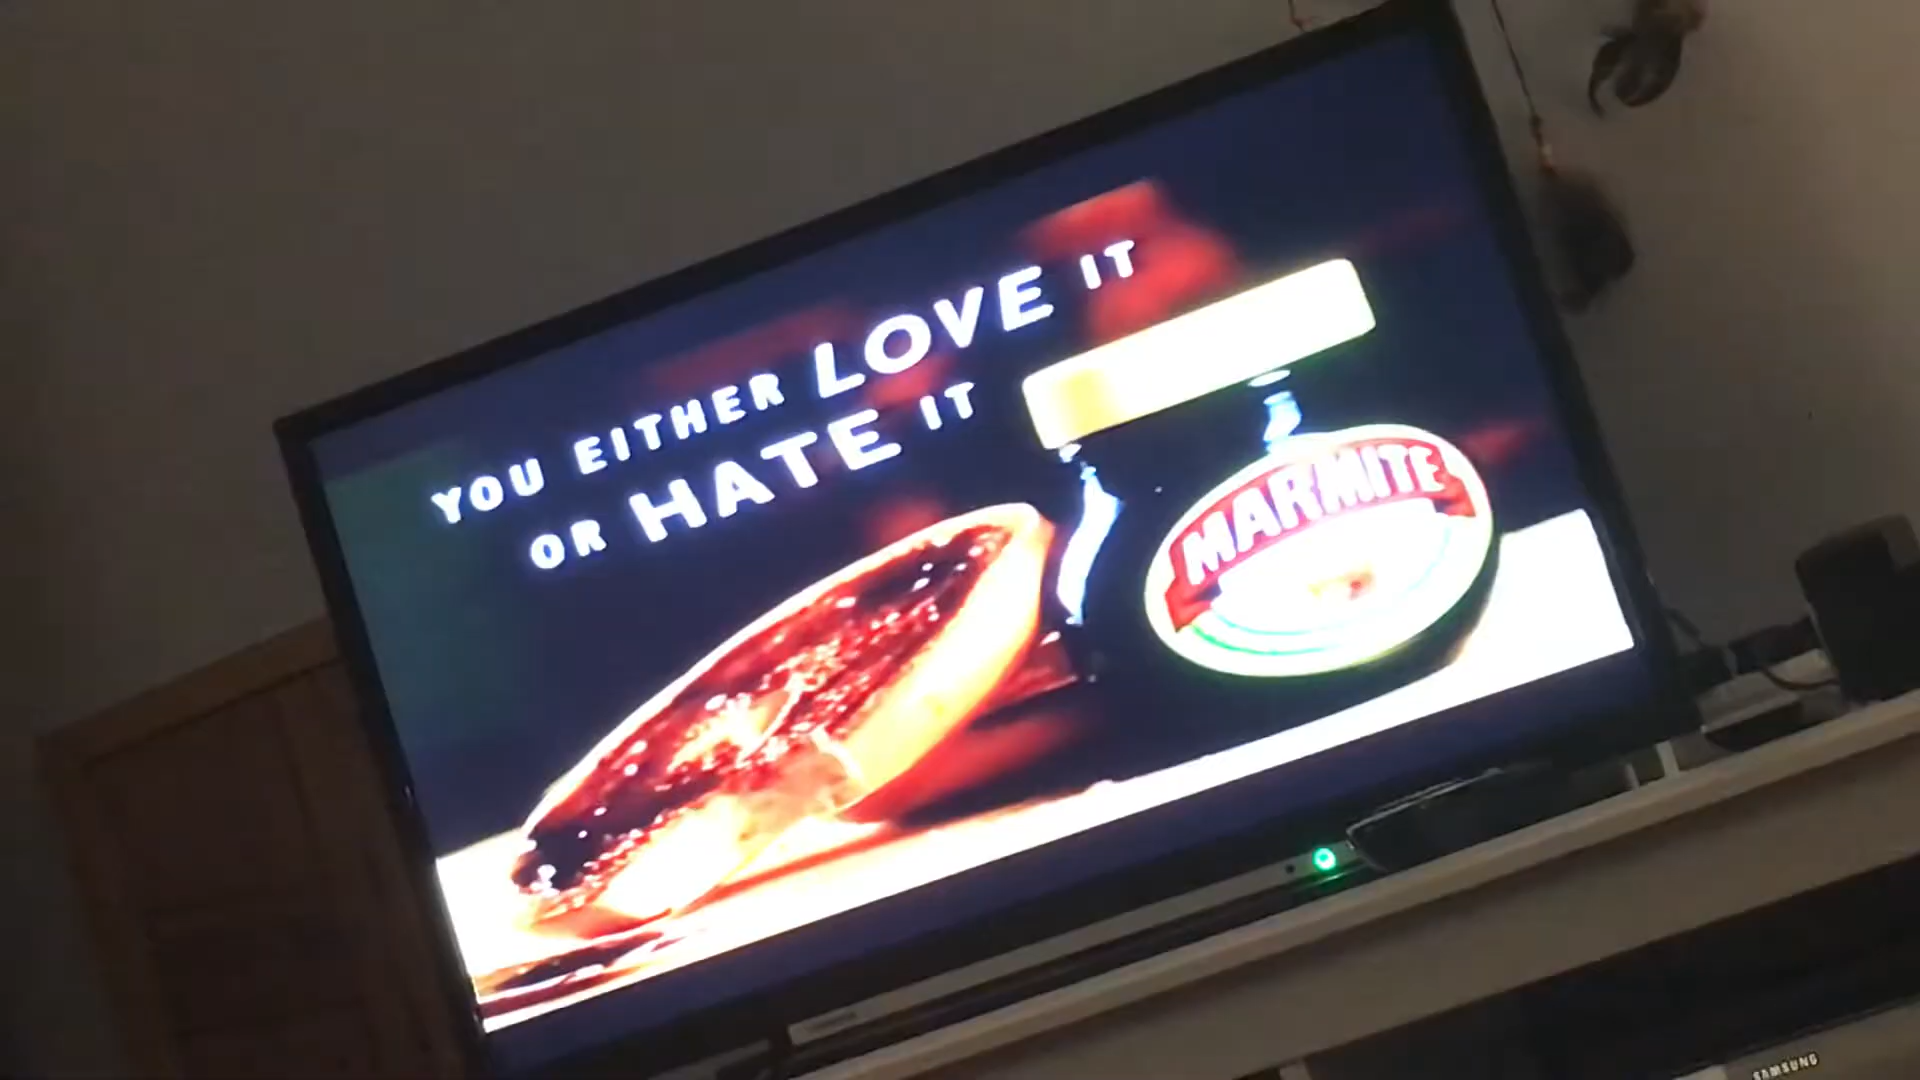 YOU EITHER LOVE IT
OR HATE IT
MARMITE
SAMSUNG